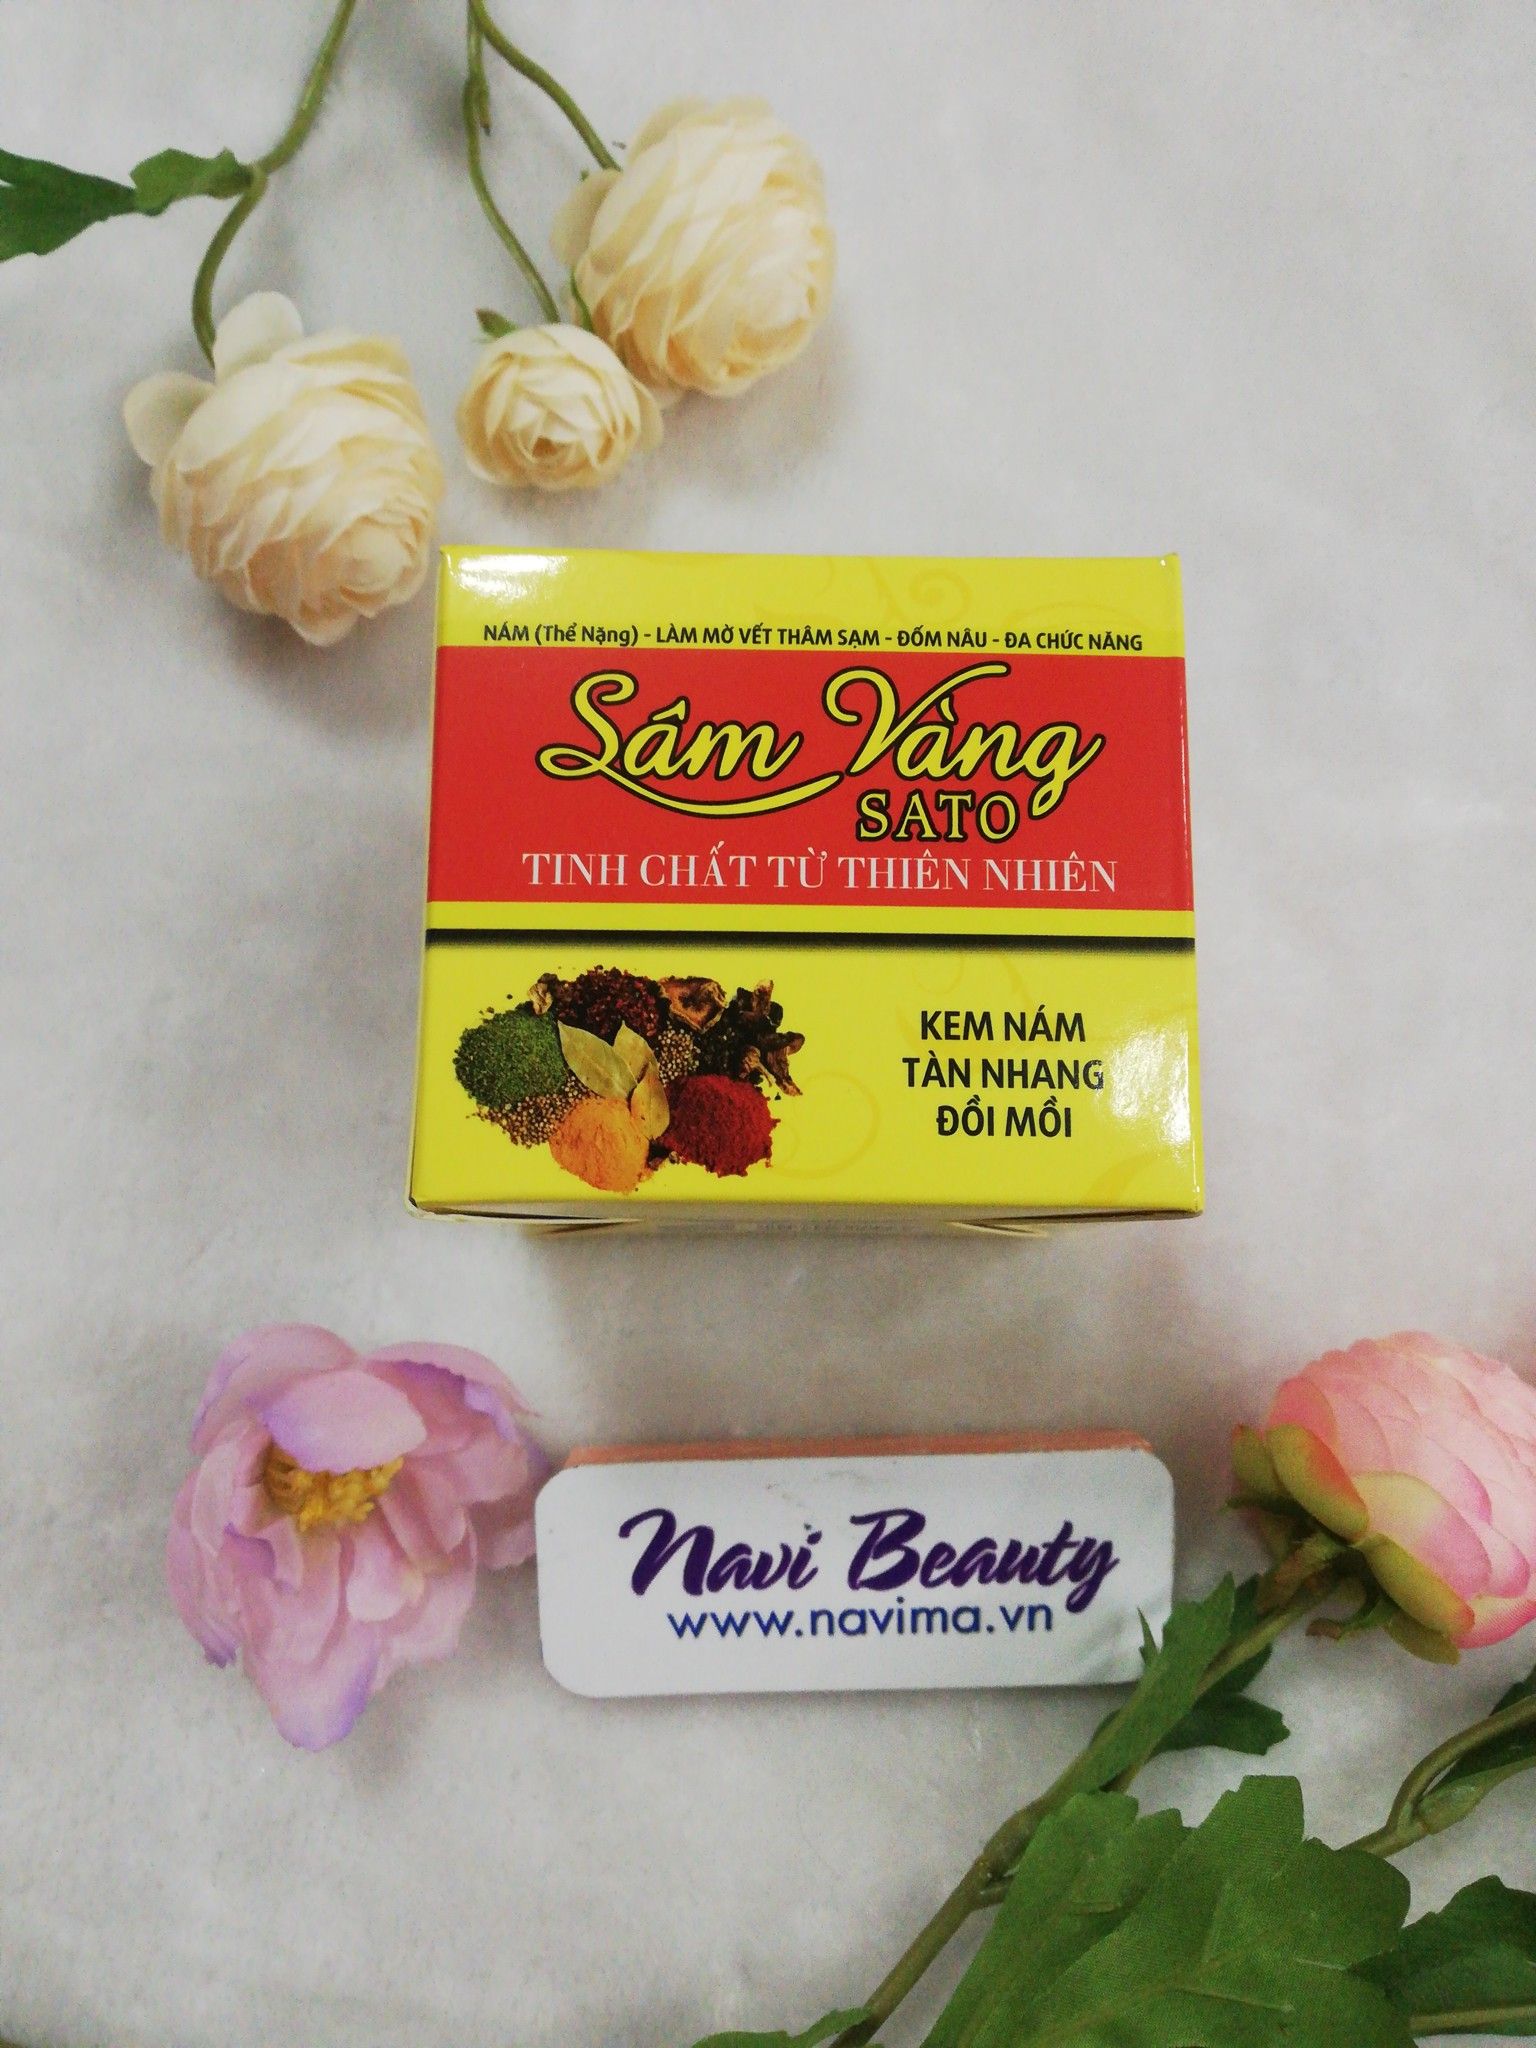 NÁM (Thể Nặng) - LÀM MỜ VẾT THÂM SẠM - ĐỐM NÂU - ĐA CHỨC NĂNG
Sâm Vàng
SATO
TINH CHẤT TỪ THIÊN NHIÊN
KEM NÁM
TÀN NHANG
ĐỒI MỒI
Navi Beauty
www.navima.vn